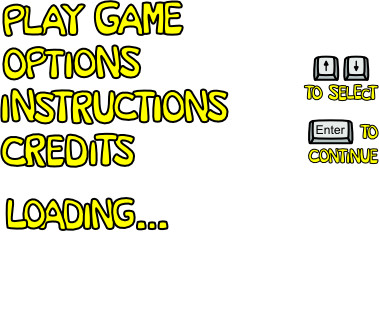 PLAY GAME
OPTIONS
INSTRUCTIONS
CREDITS
LOADING...
↑ ↓
TO SELECT
Enter TO
CONTINUE